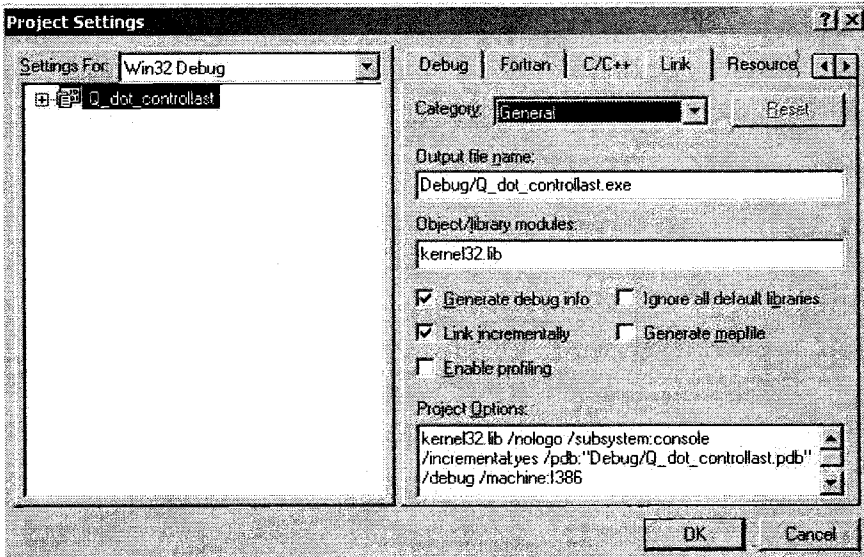 Project Settings
Settings For: Win32 Debug
Q_dot_controllast
Debug Fortran C/C++ Link Resource
Category: General Reset
Output file name:
Debug/Q_dot_controllast.exe
Object/library modules:
kernel32.lib
Generate debug info Ignore all default libraries
Link incrementally Generate mapfile
Enable profiling
Project Options:
kernel32.lib /nologo /subsystem:console
/incremental:yes /pdb:"Debug/Q_dot_controllast.pdb"
/debug /machine:I386
OK Cancel